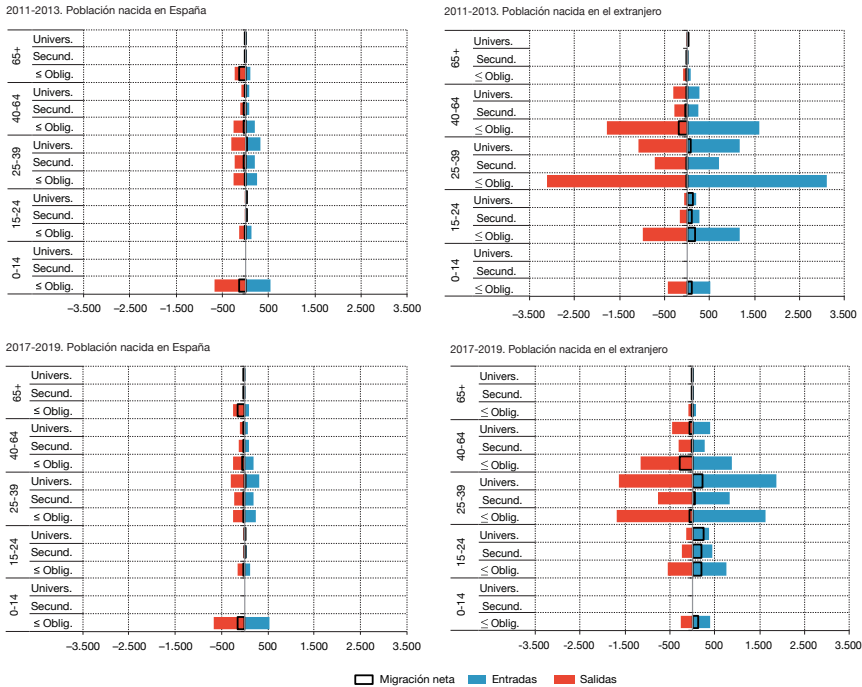 2011-2013. Población nacida en España
65+
Univers.
Secund.
≤ Oblig.
40-64
Univers.
Secund.
≤ Oblig.
25-39
Univers.
Secund.
≤ Oblig.
15-24
Univers.
Secund.
≤ Oblig.
0-14
Univers.
Secund.
≤ Oblig.
−3.500 −2.500 −1.500 −500 500 1.500 2.500 3.500
2011-2013. Población nacida en el extranjero
65+
Univers.
Secund.
≤ Oblig.
40-64
Univers.
Secund.
≤ Oblig.
25-39
Univers.
Secund.
≤ Oblig.
15-24
Univers.
Secund.
≤ Oblig.
0-14
Univers.
Secund.
≤ Oblig.
-3.500 -2.500 -1.500 -500 500 1.500 2.500 3.500
2017-2019. Población nacida en España
65+
Univers.
Secund.
≤ Oblig.
40-64
Univers.
Secund.
≤ Oblig.
25-39
Univers.
Secund.
≤ Oblig.
15-24
Univers.
Secund.
≤ Oblig.
0-14
Univers.
Secund.
≤ Oblig.
−3.500 −2.500 −1.500 −500 500 1.500 2.500 3.500
2017-2019. Población nacida en el extranjero
65+
Univers.
Secund.
≤ Oblig.
40-64
Univers.
Secund.
≤ Oblig.
25-39
Univers.
Secund.
≤ Oblig.
15-24
Univers.
Secund.
≤ Oblig.
0-14
Univers.
Secund.
≤ Oblig.
-3.500 -2.500 -1.500 -500 500 1.500 2.500 3.500
Migración neta Entradas Salidas